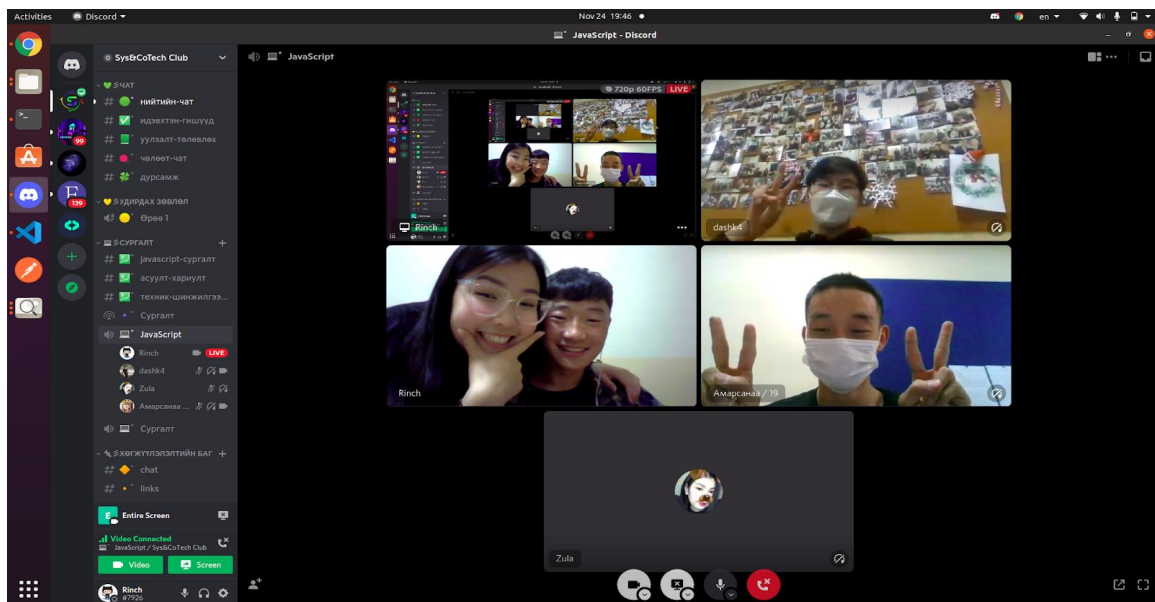 Activities
Discord
Nov 24 19:46
en
JavaScript - Discord
Sys&CoTech Club
JavaScript
ЧАТ
нийтийн-чат
идэвхтэн-гишүүд
уулзалт-төлөвлөх
чөлөөт-чат
дурсамж
УДИРДАХ ЗӨВЛӨЛ
Өрөө 1
СУРГАЛТ
javascript-сургалт
асуулт-хариулт
техник-шинжилгээ...
Сургалт
JavaScript
Rinch
LIVE
dashk4
Zula
Амарсанаа ...
Сургалт
ХӨГЖҮҮЛЭЛТИЙН БАГ
chat
links
E
Entire Screen
Video Connected
JavaScript / Sys&CoTech Club
Video
Screen
Rinch
#7926
99
139
720p 60FPS LIVE
Rinch
dashk4
Rinch
Амарсанаа / 19
Zula